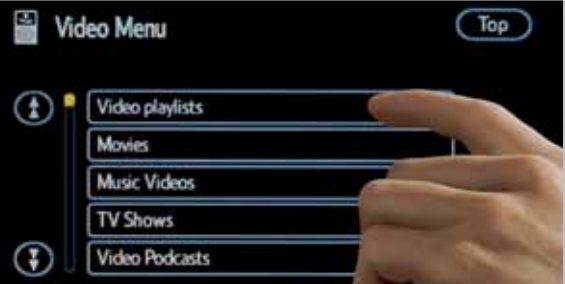 Video Menu
Top
Video playlists
Movies
Music Videos
TV Shows
Video Podcasts